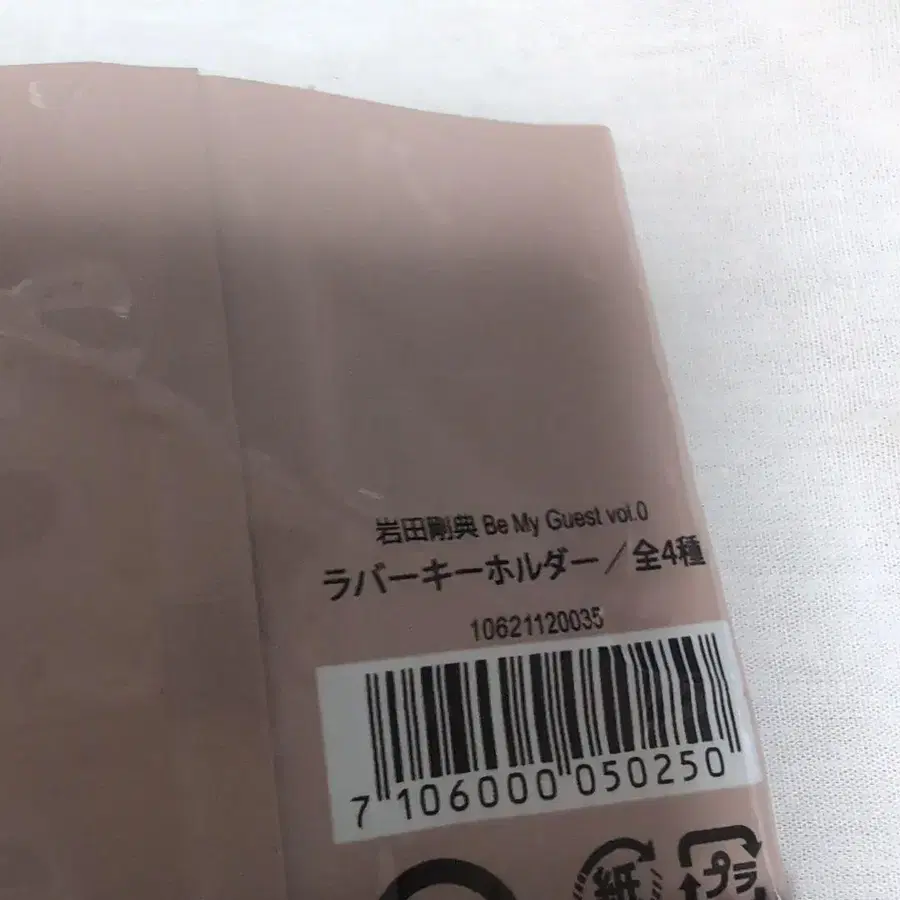 岩田剛典 Be My Guest vol.0
ラバーキーホルダー／全4種
10621120035
7 106000 050250
紙 プラ